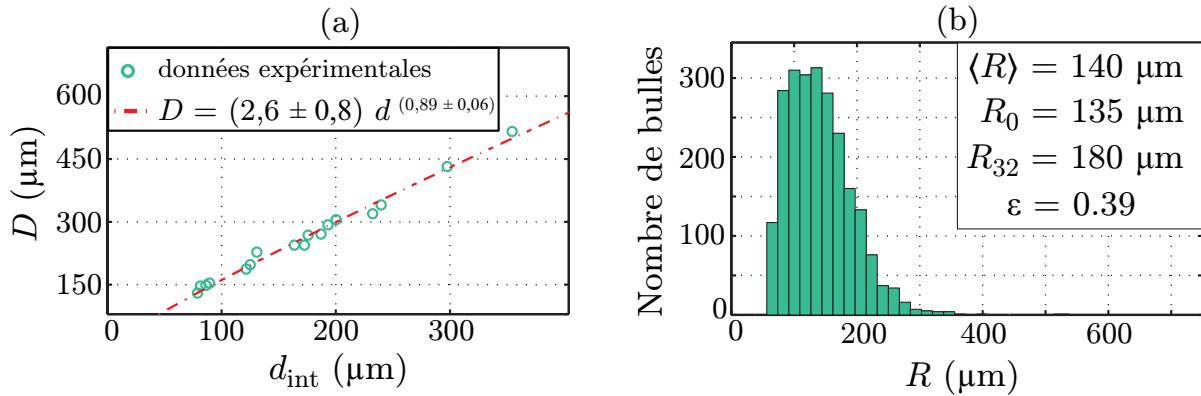 (a)
données expérimentales
D = (2,6 ± 0,8) d (0,89 ± 0,06)
600
450
300
150
0
100
200
300
D (µm)
d_int (µm)
(b)
⟨R⟩ = 140 µm
R_0 = 135 µm
R_32 = 180 µm
ε = 0.39
300
200
100
0
0
200
400
600
Nombre de bulles
R (µm)